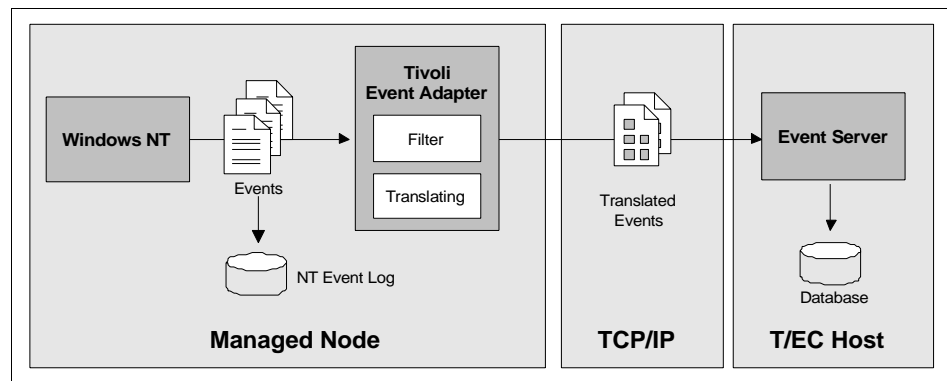 Windows NT
Events
NT Event Log
Tivoli
Event Adapter
Filter
Translating
Managed Node
Translated
Events
TCP/IP
Event Server
Database
T/EC Host